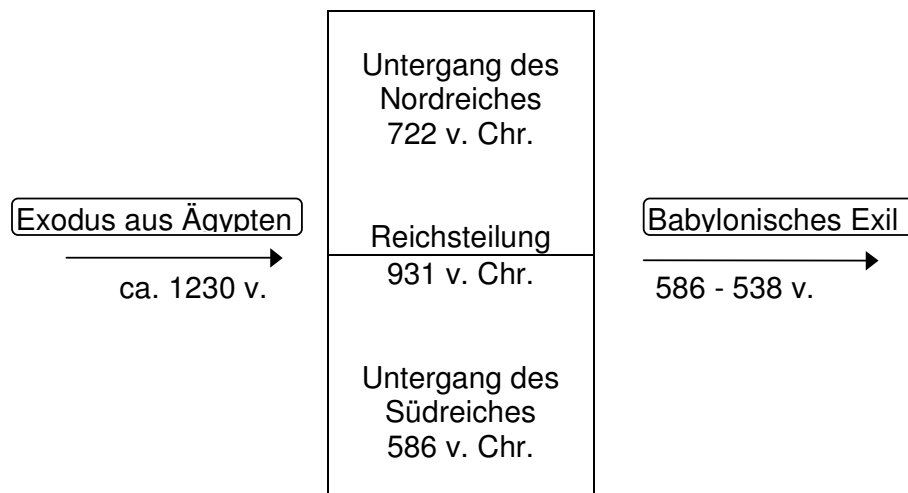 Untergang des
Nordreiches
722 v. Chr.
Exodus aus Ägypten
ca. 1230 v.
Reichsteilung
931 v. Chr.
Babylonisches Exil
586 - 538 v.
Untergang des
Südreiches
586 v. Chr.